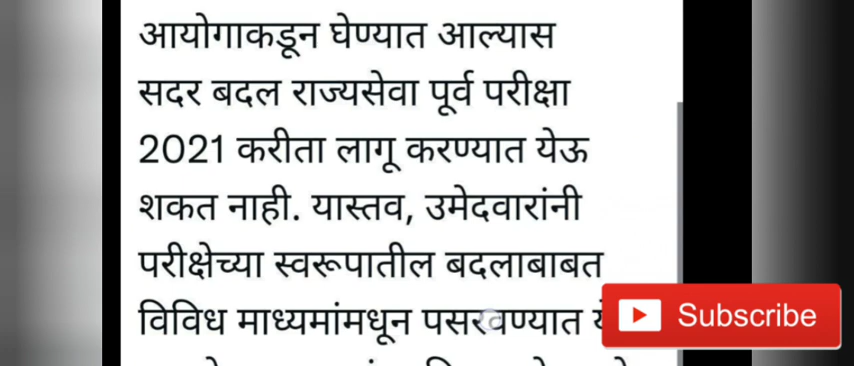 आयोगाकडून घेण्यात आल्यास
सदर बदल राज्यसेवा पूर्व परीक्षा
2021 करीता लागू करण्यात येऊ
शकत नाही. यास्तव, उमेदवारांनी
परीक्षेच्या स्वरूपातील बदलाबाबत
विविध माध्यमांमधून पसरवण्यात
Subscribe